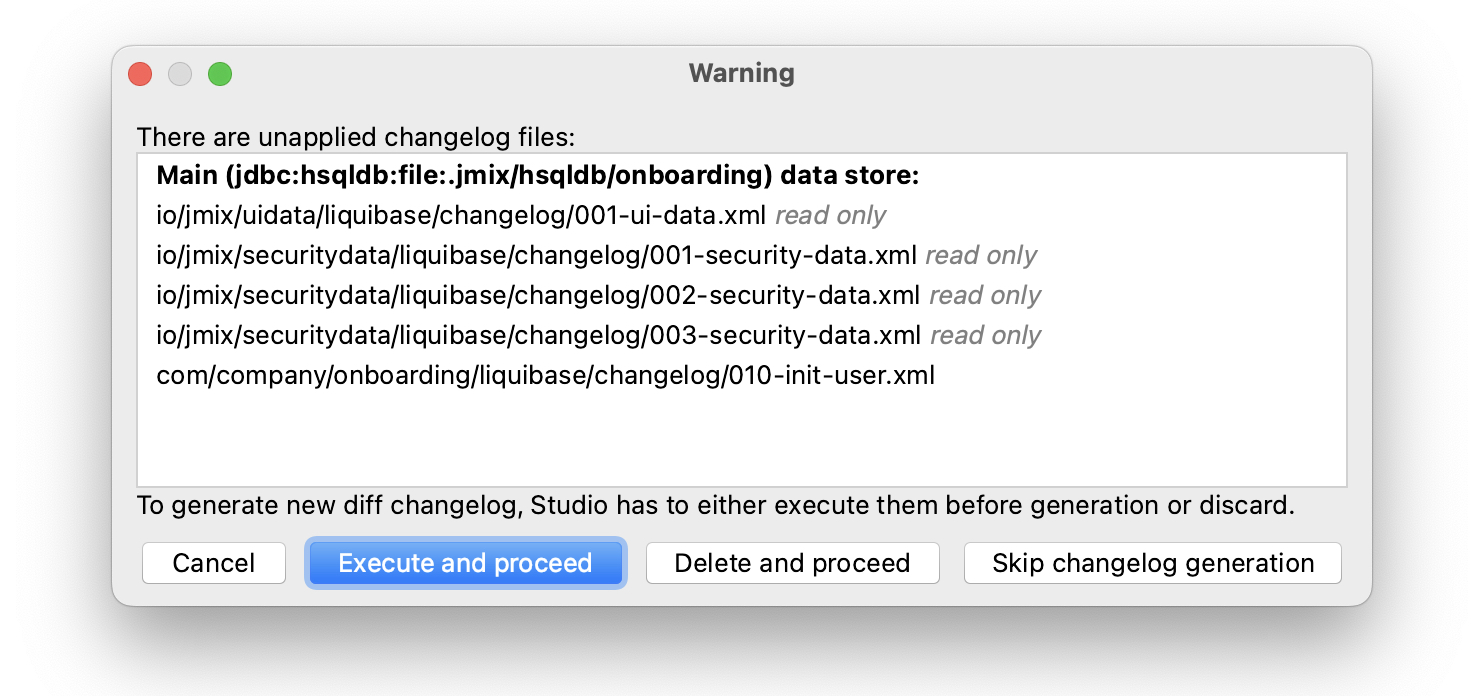 Warning
There are unapplied changelog files:
Main (jdbc:hsqldb:file:.jmix/hsqldb/onboarding) data store:
io/jmix/uidata/liquibase/changelog/001-ui-data.xml read only
io/jmix/securitydata/liquibase/changelog/001-security-data.xml read only
io/jmix/securitydata/liquibase/changelog/002-security-data.xml read only
io/jmix/securitydata/liquibase/changelog/003-security-data.xml read only
com/company/onboarding/liquibase/changelog/010-init-user.xml
To generate new diff changelog, Studio has to either execute them before generation or discard.
Cancel Execute and proceed Delete and proceed Skip changelog generation